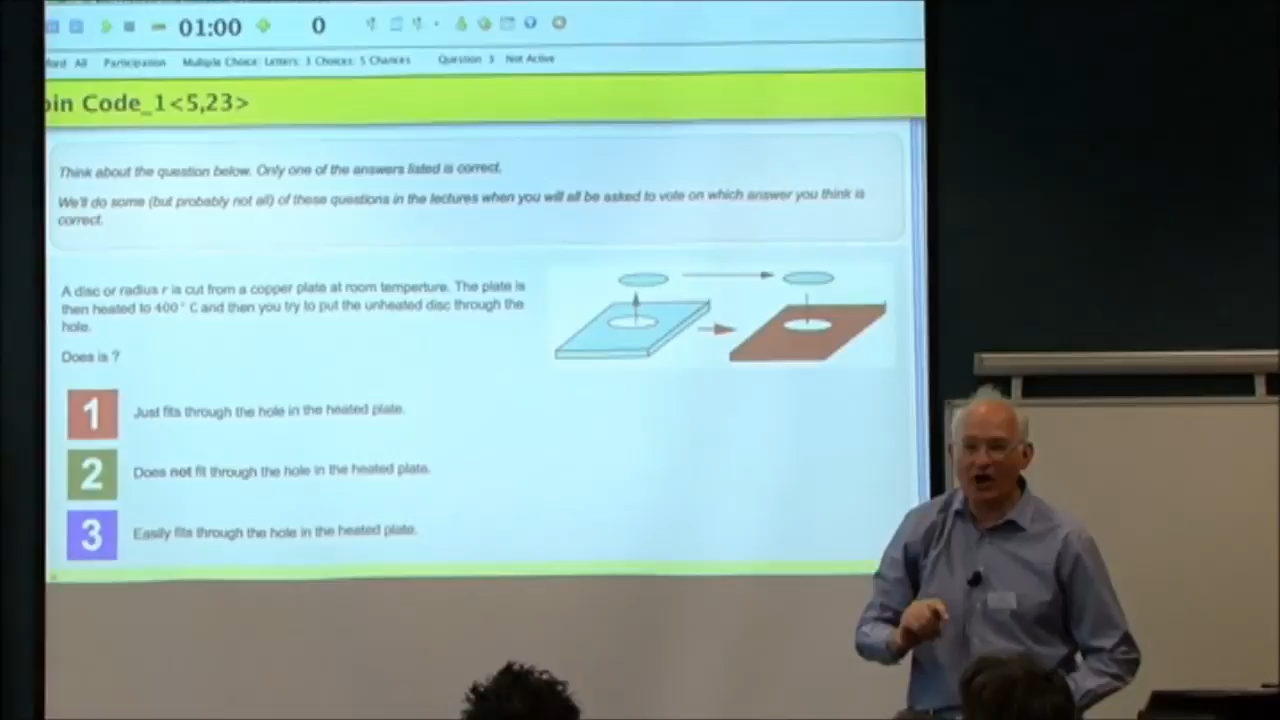 01:00 0
All Participation Multiple Choice: Letters: 3 Choices: 5 Chances Question 3 Not Active
Code_1<5,23>
Think about the question below. Only one of the answers listed is correct.
We'll do some (but probably not all) of these questions in the lectures when you will all be asked to vote on which answer you think is
correct.
A disc or radius r is cut from a copper plate at room temperture. The plate is
then heated to 400° C and then you try to put the unheated disc through the
hole.
Does is ?
1 Just fits through the hole in the heated plate.
2 Does not fit through the hole in the heated plate.
3 Easily fits through the hole in the heated plate.